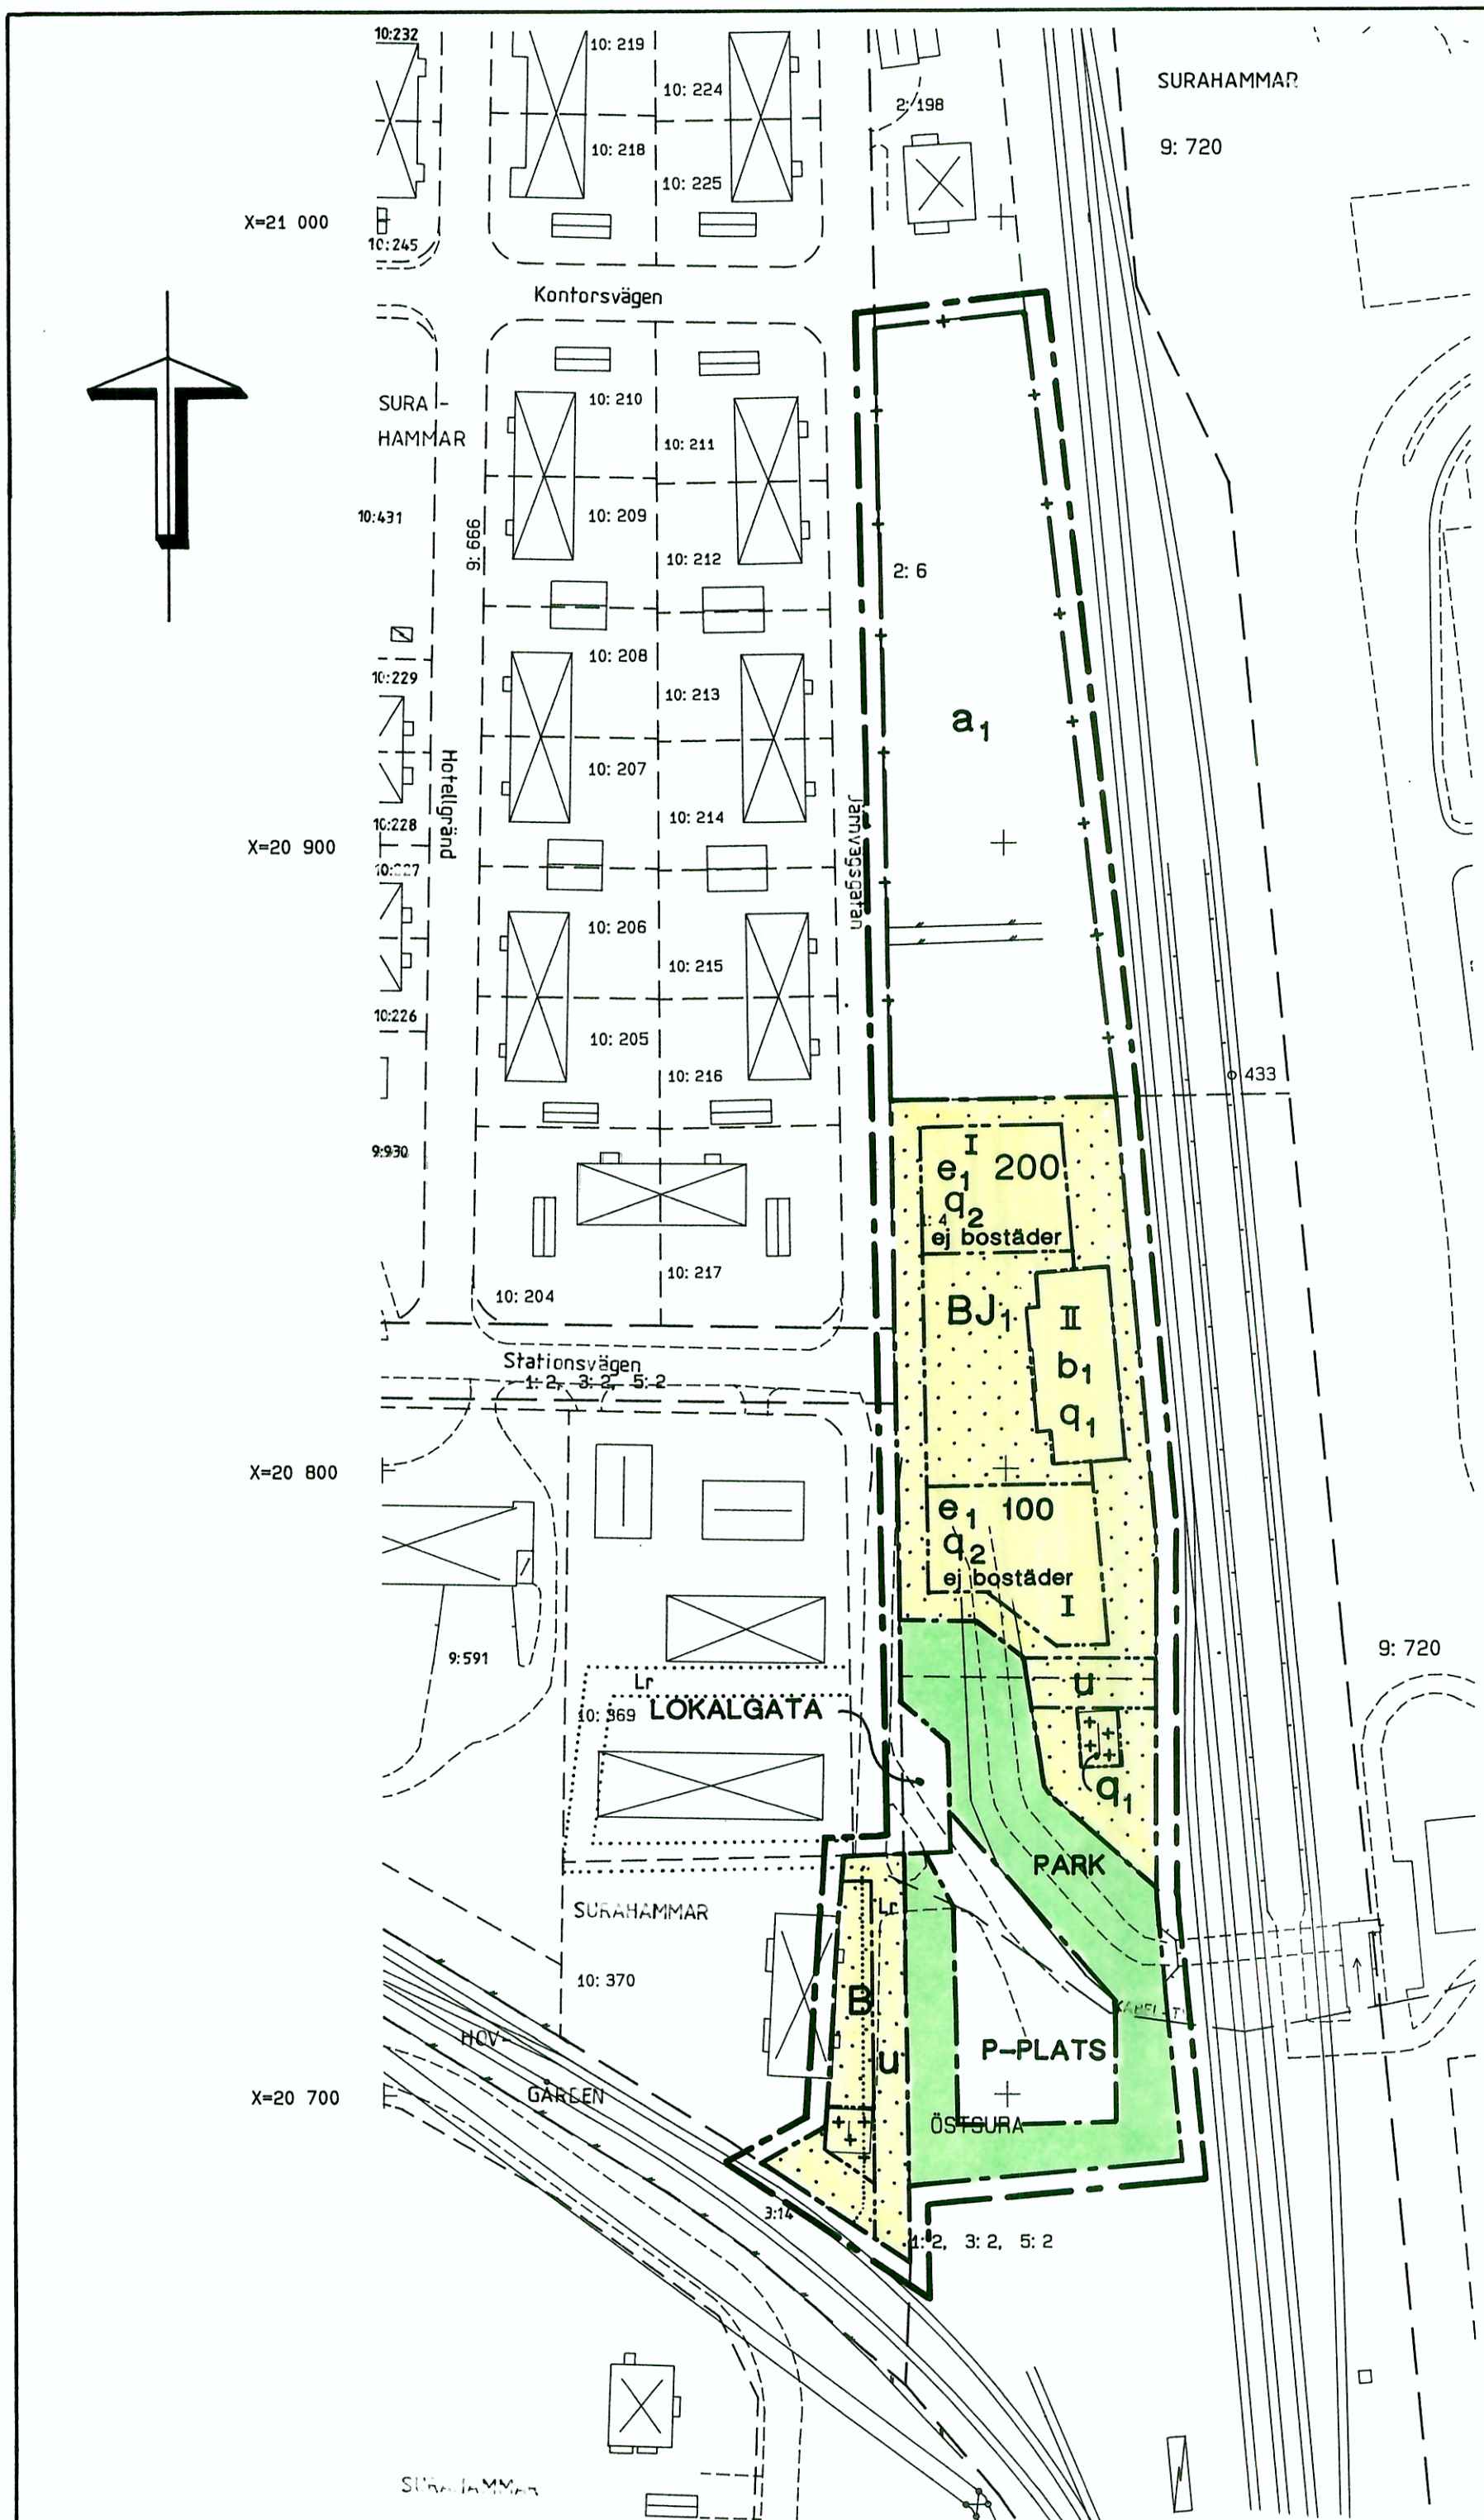 10:232
10: 219
10: 224
SURAHAMMAR
2: 198
9: 720
10: 218
10: 225
X=21 000
10:245
Kontorsvägen
SURA-
HAMMAR
10: 210
10: 211
10:431
9: 999
10: 209
10: 212
2: 6
10: 208
10:229
10: 213
a1
Hotellgränd
10: 207
Järnvägsgatan
10: 214
10:228
X=20 900
10: 206
10: 215
10:226
10: 205
10: 216
433
9:930
I
e1 200
q2
ej bostäder
10: 217
10: 204
BJ1
II
b1
q1
Stationsvägen
1: 2, 3: 2, 5: 2
X=20 800
e1 100
q2
ej bostäder
I
9:591
9: 720
Lr
u
10: 369
LOKALGATA
q1
PARK
SURAHAMMAR
Lr
10: 370
B
HOV-
u
P-PLATS
GÅRDEN
X=20 700
ÖSTSURA
3:14
1: 2, 3: 2, 5: 2
SURAHAMMAR